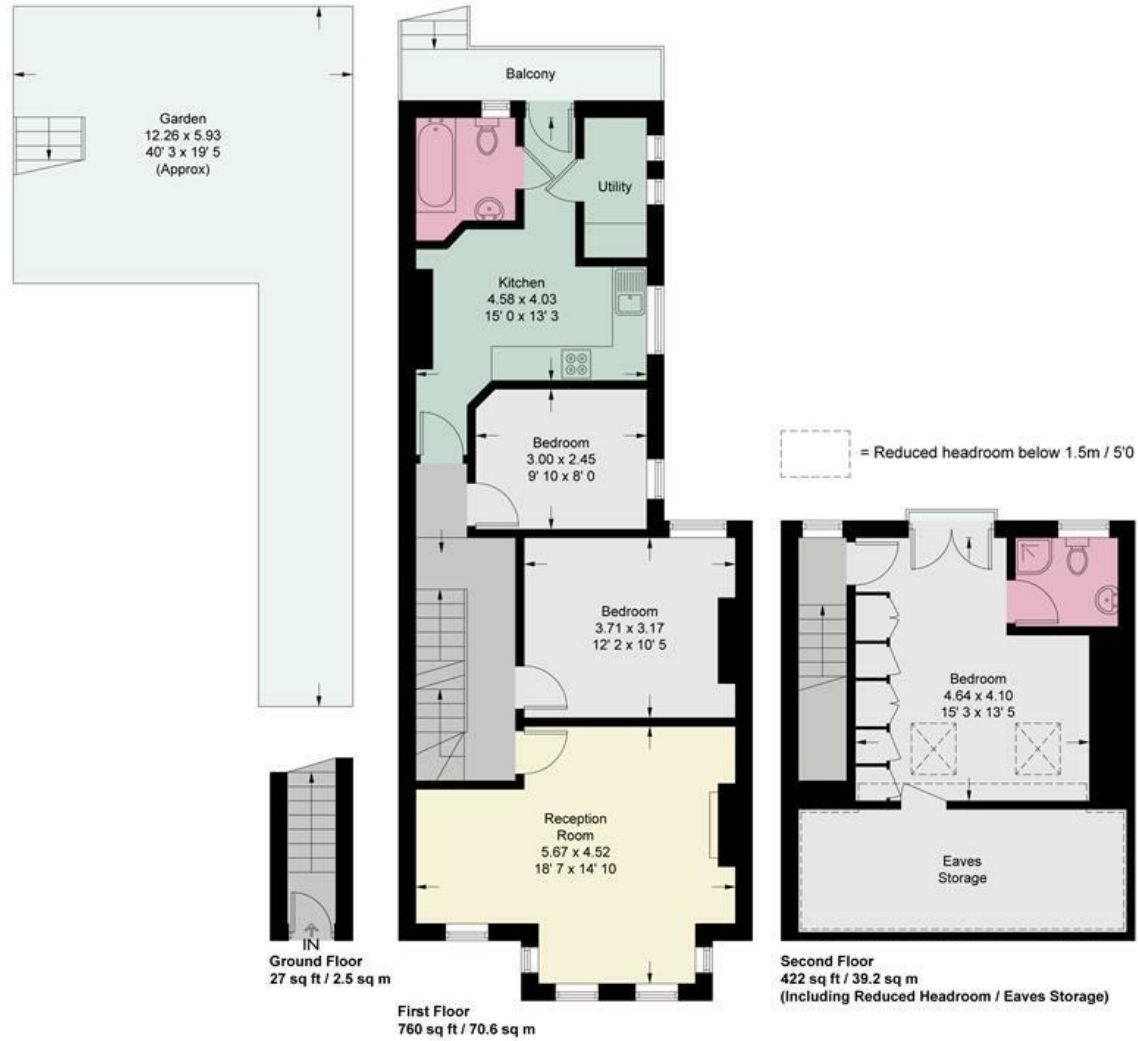 Garden
12.26 x 5.93
40' 3 x 19' 5
(Approx)
Balcony
Utility
Kitchen
4.58 x 4.03
15' 0 x 13' 3
Bedroom
3.00 x 2.45
9' 10 x 8' 0
Bedroom
3.71 x 3.17
12' 2 x 10' 5
Reception
Room
5.67 x 4.52
18' 7 x 14' 10
= Reduced headroom below 1.5m / 5'0
Bedroom
4.64 x 4.10
15' 3 x 13' 5
Eaves
Storage
IN
Ground Floor
27 sq ft / 2.5 sq m
First Floor
760 sq ft / 70.6 sq m
Second Floor
422 sq ft / 39.2 sq m
(Including Reduced Headroom / Eaves Storage)